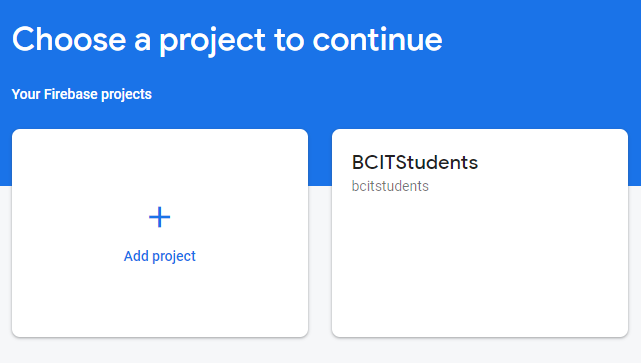 Choose a project to continue
Your Firebase projects
Add project
BCITStudents
bcitstudents